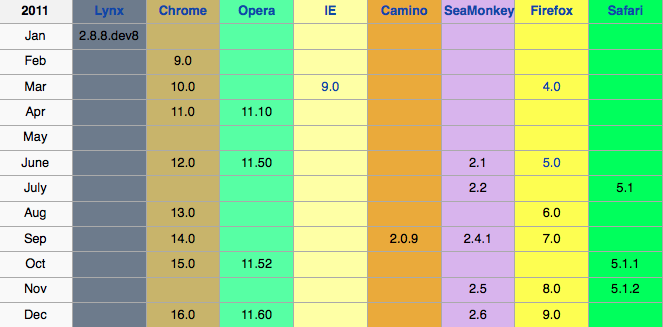 2011 Lynx Chrome Opera IE Camino SeaMonkey Firefox Safari
Jan 2.8.8.dev8
Feb 9.0
Mar 10.0 9.0 4.0
Apr 11.0 11.10
May
June 12.0 11.50 2.1 5.0
July 2.2 5.1
Aug 13.0 6.0
Sep 14.0 2.0.9 2.4.1 7.0
Oct 15.0 11.52 5.1.1
Nov 2.5 8.0 5.1.2
Dec 16.0 11.60 2.6 9.0